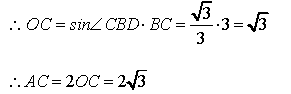 ∴ OC = sin∠CBD · BC = √3/3 · 3 = √3
∴ AC = 2OC = 2√3